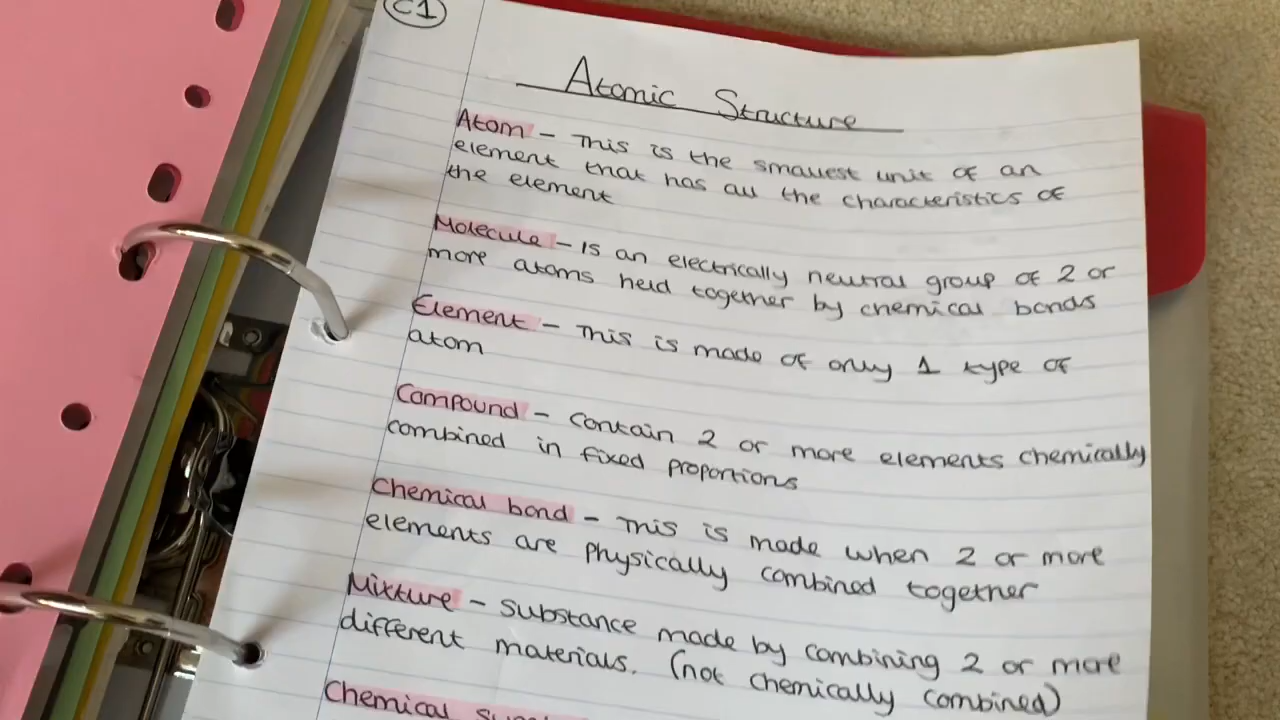 C1
Atomic Structure
Atom - This is the smallest unit of an
element that has all the characteristics of
the element
Molecule - Is an electrically neutral group of 2 or
more atoms held together by chemical bonds
Element - This is made of only 1 type of
atom
Compound - Contain 2 or more elements chemically
combined in fixed proportions
Chemical bond - This is made when 2 or more
elements are physically combined together
Mixture - substance made by combining 2 or more
different materials. (not chemically combined)
Chemical